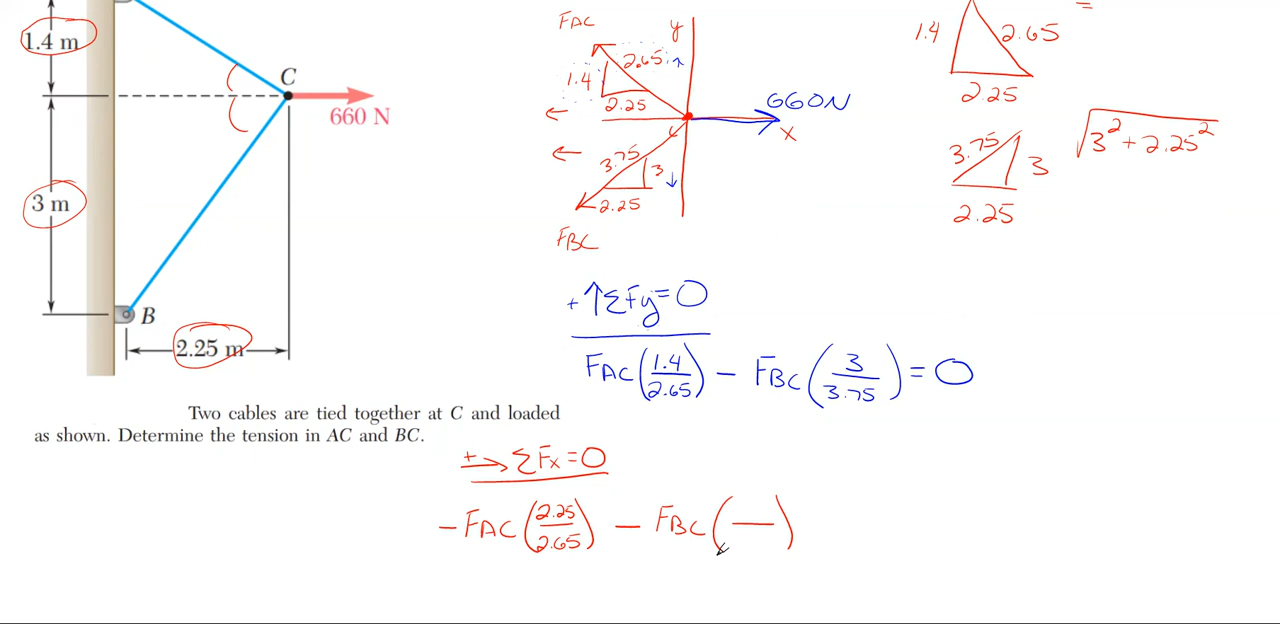 1.4 m
C
660 N
3 m
B
2.25 m
Two cables are tied together at C and loaded
as shown. Determine the tension in AC and BC.
FAC
y
2.65
1.4
2.25
660N
x
3.75
3
2.25
FBC
=
1.4
2.65
2.25
3.75
3
2.25
√3²+2.25²
+↑ΣFy=0
FAC(1.4/2.65) - FBC(3/3.75) = 0
+→ ΣFx=0
-FAC(2.25/2.65) - FBC(—)